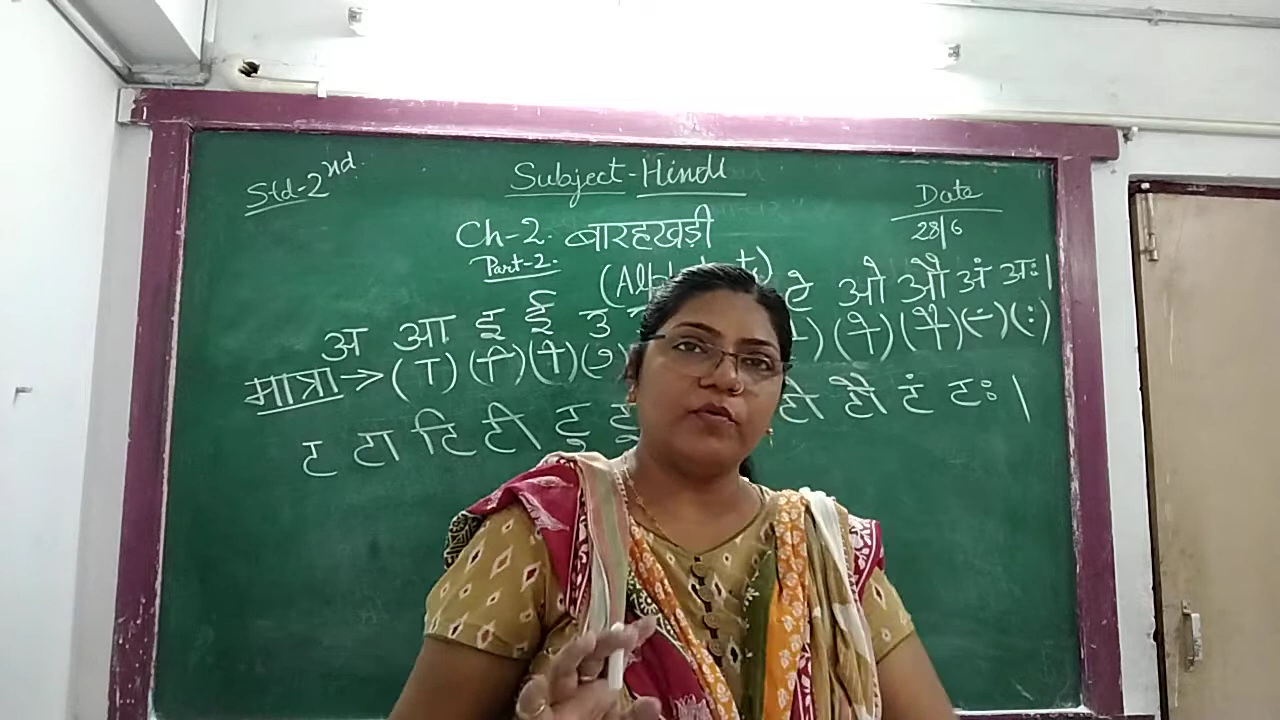 Std-2nd.
Subject-Hindi
Date
28/6
Ch-2. बारहखड़ी
Part-2.
अ आ इ ई उ ओ औ अं अः।
मात्रा→(ा) (ि) (ी) (ु) (ो) (ौ) (ं) (ः)
ट टा टि टी टु टू टो टौ टं टः।